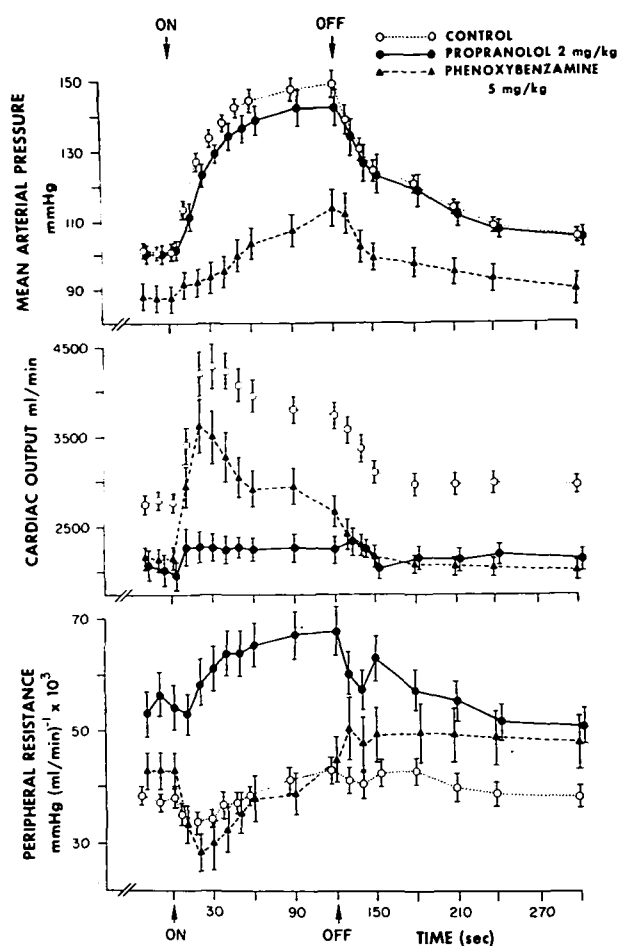 ON
OFF
CONTROL
PROPRANOLOL 2 mg/kg
PHENOXYBENZAMINE
5 mg/kg
MEAN ARTERIAL PRESSURE
mmHg
150
130
110
90
CARDIAC OUTPUT ml/min
4500
3500
2500
PERIPHERAL RESISTANCE
mmHg (ml/min)⁻¹ x 10³
70
50
30
30
90
150
210
270
ON
OFF
TIME (sec)